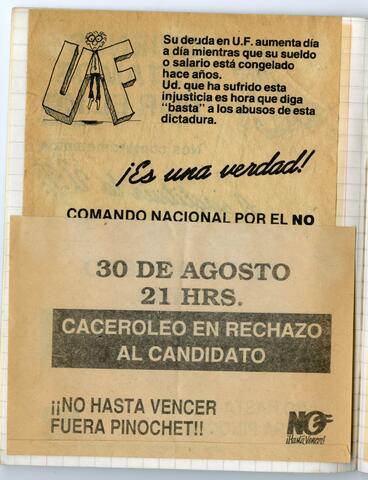 UF
Su deuda en U.F. aumenta día
a día mientras que su sueldo
o salario está congelado
hace años.
Ud. que ha sufrido esta
injusticia es hora que diga
"basta" a los abusos de esta
dictadura.
¡Es una verdad!
COMANDO NACIONAL POR EL NO
30 DE AGOSTO
21 HRS.
CACEROLEO EN RECHAZO
AL CANDIDATO
¡¡NO HASTA VENCER
FUERA PINOCHET!!
NO
¡Hasta Vencer!